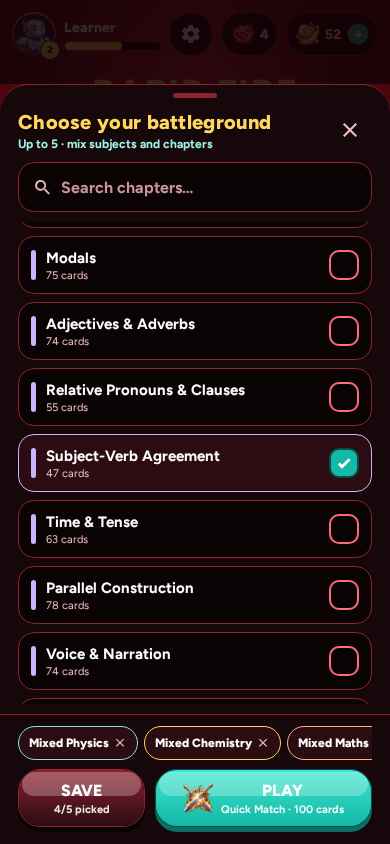 Learner
2
4
52
RAPID FIRE
Choose your battleground
Up to 5 · mix subjects and chapters
Search chapters...
Modals
75 cards
Adjectives & Adverbs
74 cards
Relative Pronouns & Clauses
55 cards
Subject-Verb Agreement
47 cards
Time & Tense
63 cards
Parallel Construction
78 cards
Voice & Narration
74 cards
Mixed Physics
Mixed Chemistry
Mixed Maths
SAVE
4/5 picked
PLAY
Quick Match · 100 cards